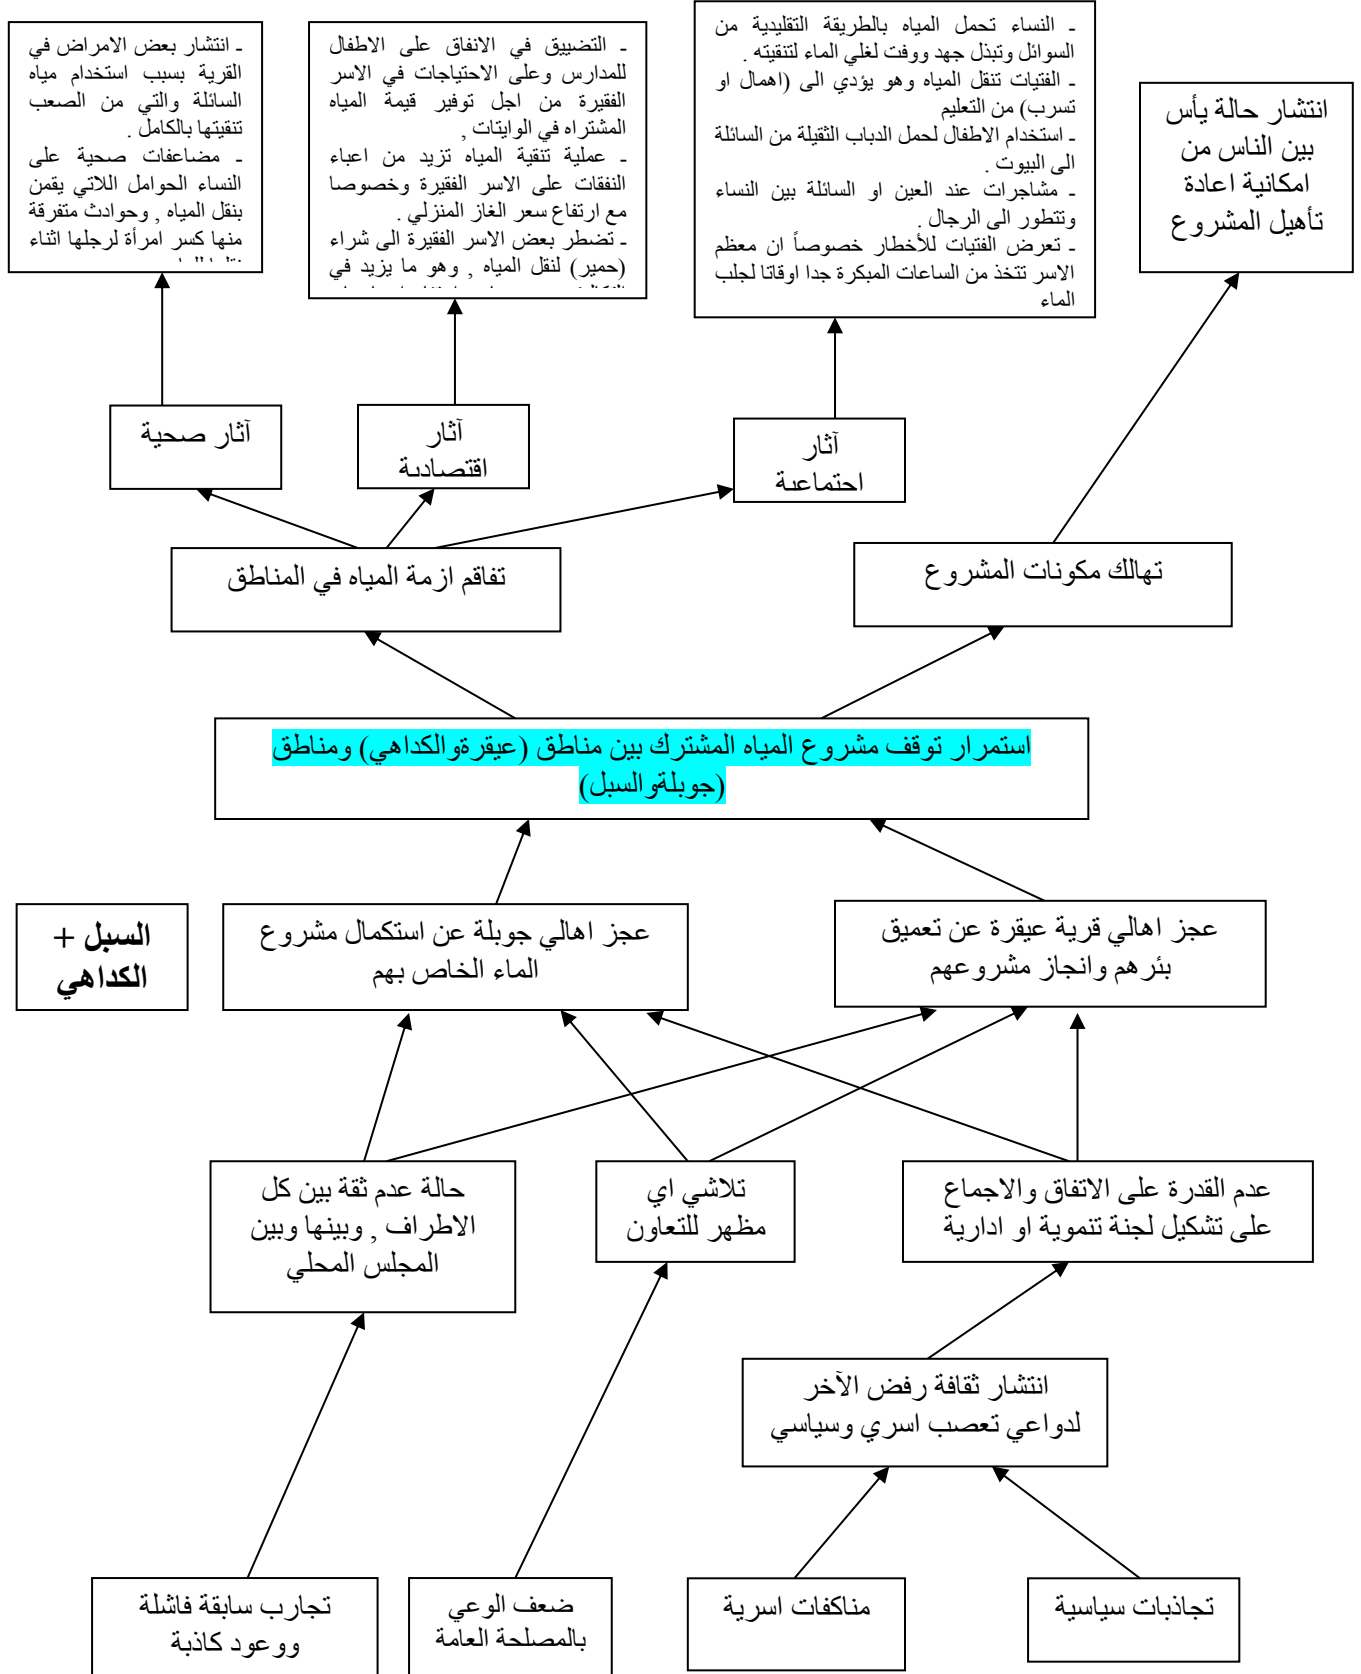 ـ النساء تحمل المياه بالطريقة التقليدية من
السوائل وتبذل جهد ووفت لغلي الماء لتنقيته .
ـ الفتيات تنقل المياه وهو يؤدي الى (اهمال او
تسرب) من التعليم
ـ استخدام الاطفال لحمل الدباب الثقيلة من السائلة
الى البيوت .
ـ مشاجرات عند العين او السائلة بين النساء
وتتطور الى الرجال .
ـ تعرض الفتيات للأخطار خصوصاً ان معظم
الاسر تتخذ من الساعات المبكرة جدا اوقاتا لجلب
الماء
ـ التضييق في الانفاق على الاطفال
للمدارس وعلى الاحتياجات في الاسر
الفقيرة من اجل توفير قيمة المياه
المشتراه في الوايتات ,
ـ عملية تنقية المياه تزيد من اعباء
النفقات على الاسر الفقيرة وخصوصا
مع ارتفاع سعر الغاز المنزلي .
ـ تضطر بعض الاسر الفقيرة الى شراء
(حمير) لنقل المياه , وهو ما يزيد في
ـ انتشار بعض الامراض في
القرية بسبب استخدام مياه
السائلة والتي من الصعب
تنقيتها بالكامل .
ـ مضاعفات صحية على
النساء الحوامل اللاتي يقمن
بنقل المياه , وحوادث متفرقة
منها كسر امرأة لرجلها اثناء
انتشار حالة يأس
بين الناس من
امكانية اعادة
تأهيل المشروع
آثار
اجتماعية
آثار
اقتصادية
آثار صحية
تهالك مكونات المشروع
تفاقم ازمة المياه في المناطق
استمرار توقف مشروع المياه المشترك بين مناطق (عيقرةوالكداهي) ومناطق
(جوبلةوالسبل)
عجز اهالي قرية عيقرة عن تعميق
بئرهم وانجاز مشروعهم
عجز اهالي جوبلة عن استكمال مشروع
الماء الخاص بهم
السبل +
الكداهي
عدم القدرة على الاتفاق والاجماع
على تشكيل لجنة تنموية او ادارية
تلاشي اي
مظهر للتعاون
حالة عدم ثقة بين كل
الاطراف , وبينها وبين
المجلس المحلي
انتشار ثقافة رفض الآخر
لدواعي تعصب اسري وسياسي
تجاذبات سياسية
مناكفات اسرية
ضعف الوعي
بالمصلحة العامة
تجارب سابقة فاشلة
ووعود كاذبة